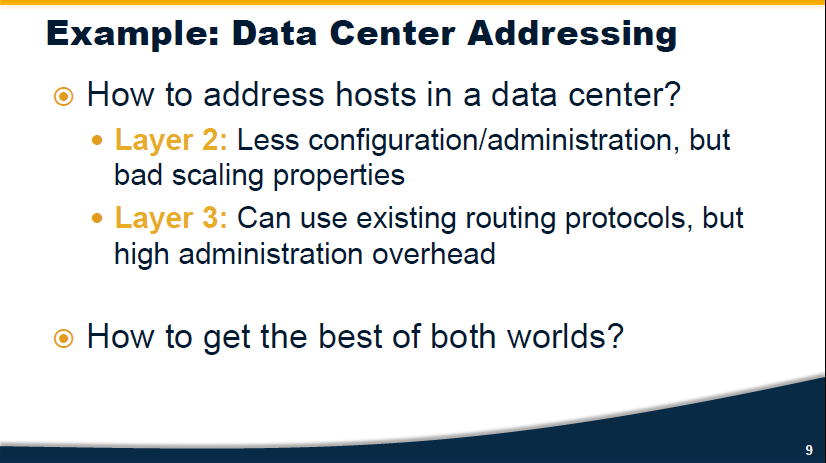 Example: Data Center Addressing
How to address hosts in a data center?
Layer 2: Less configuration/administration, but
bad scaling properties
Layer 3: Can use existing routing protocols, but
high administration overhead
How to get the best of both worlds?
9